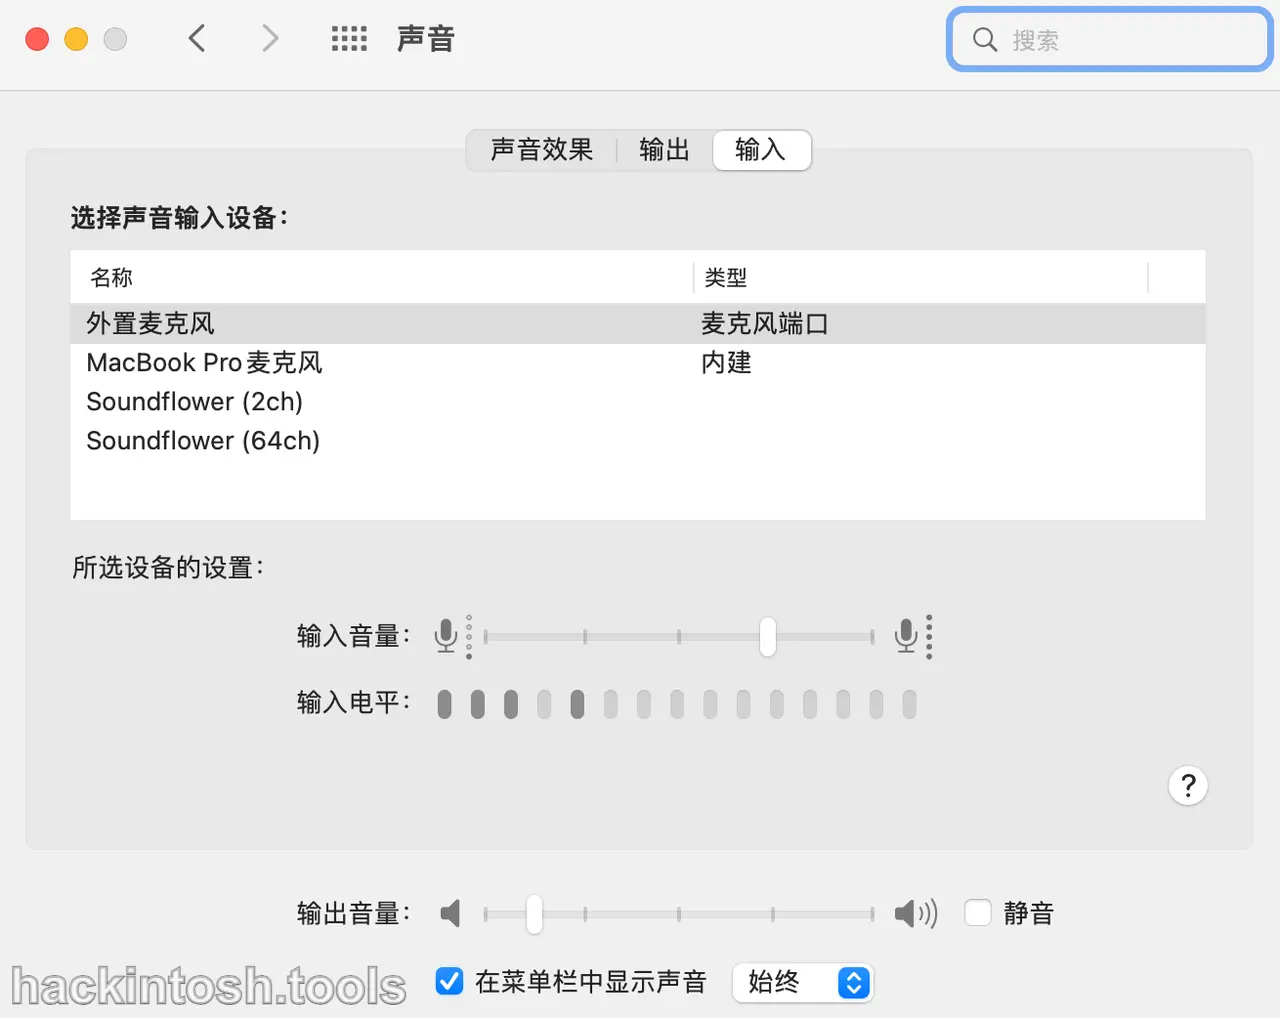 声音
搜索
声音效果 输出 输入
选择声音输入设备：
名称 类型
外置麦克风 麦克风端口
MacBook Pro麦克风 内建
Soundflower (2ch)
Soundflower (64ch)
所选设备的设置：
输入音量：
输入电平：
?
输出音量： 静音
在菜单栏中显示声音 始终
hackintosh.tools